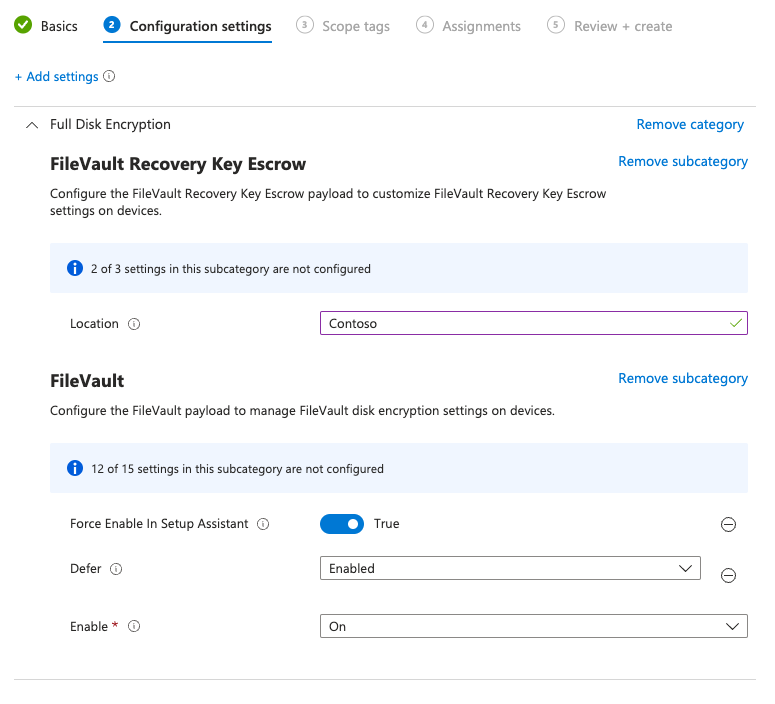 Basics 2 Configuration settings 3 Scope tags 4 Assignments 5 Review + create
+ Add settings
Full Disk Encryption Remove category
FileVault Recovery Key Escrow Remove subcategory
Configure the FileVault Recovery Key Escrow payload to customize FileVault Recovery Key Escrow
settings on devices.
2 of 3 settings in this subcategory are not configured
Location Contoso
FileVault Remove subcategory
Configure the FileVault payload to manage FileVault disk encryption settings on devices.
12 of 15 settings in this subcategory are not configured
Force Enable In Setup Assistant True
Defer Enabled
Enable * On